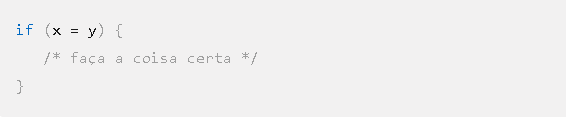 if (x = y) {
/* faça a coisa certa */
}